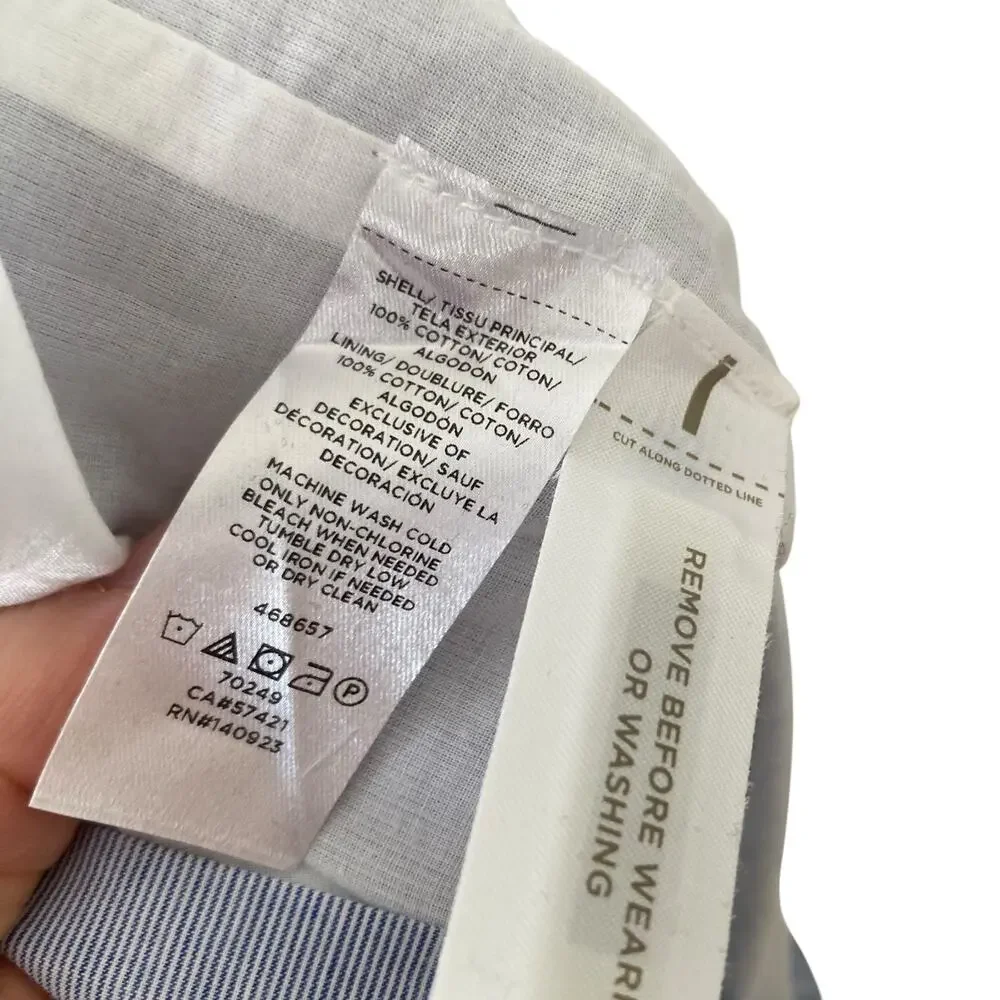 SHELL/ TISSU PRINCIPAL/
TELA EXTERIOR
100% COTTON/ COTON/
ALGODÓN
LINING/ DOUBLURE/ FORRO
100% COTTON/ COTON/
ALGODÓN
EXCLUSIVE OF
DECORATION/ SAUF
DÉCORATION/ EXCLUYE LA
DECORACIÓN
MACHINE WASH COLD
ONLY NON-CHLORINE
BLEACH WHEN NEEDED
TUMBLE DRY LOW
COOL IRON IF NEEDED
OR DRY CLEAN
468657
P
70249
CA#57421
RN#140923
CUT ALONG DOTTED LINE
REMOVE BEFORE WEARI
OR WASHING